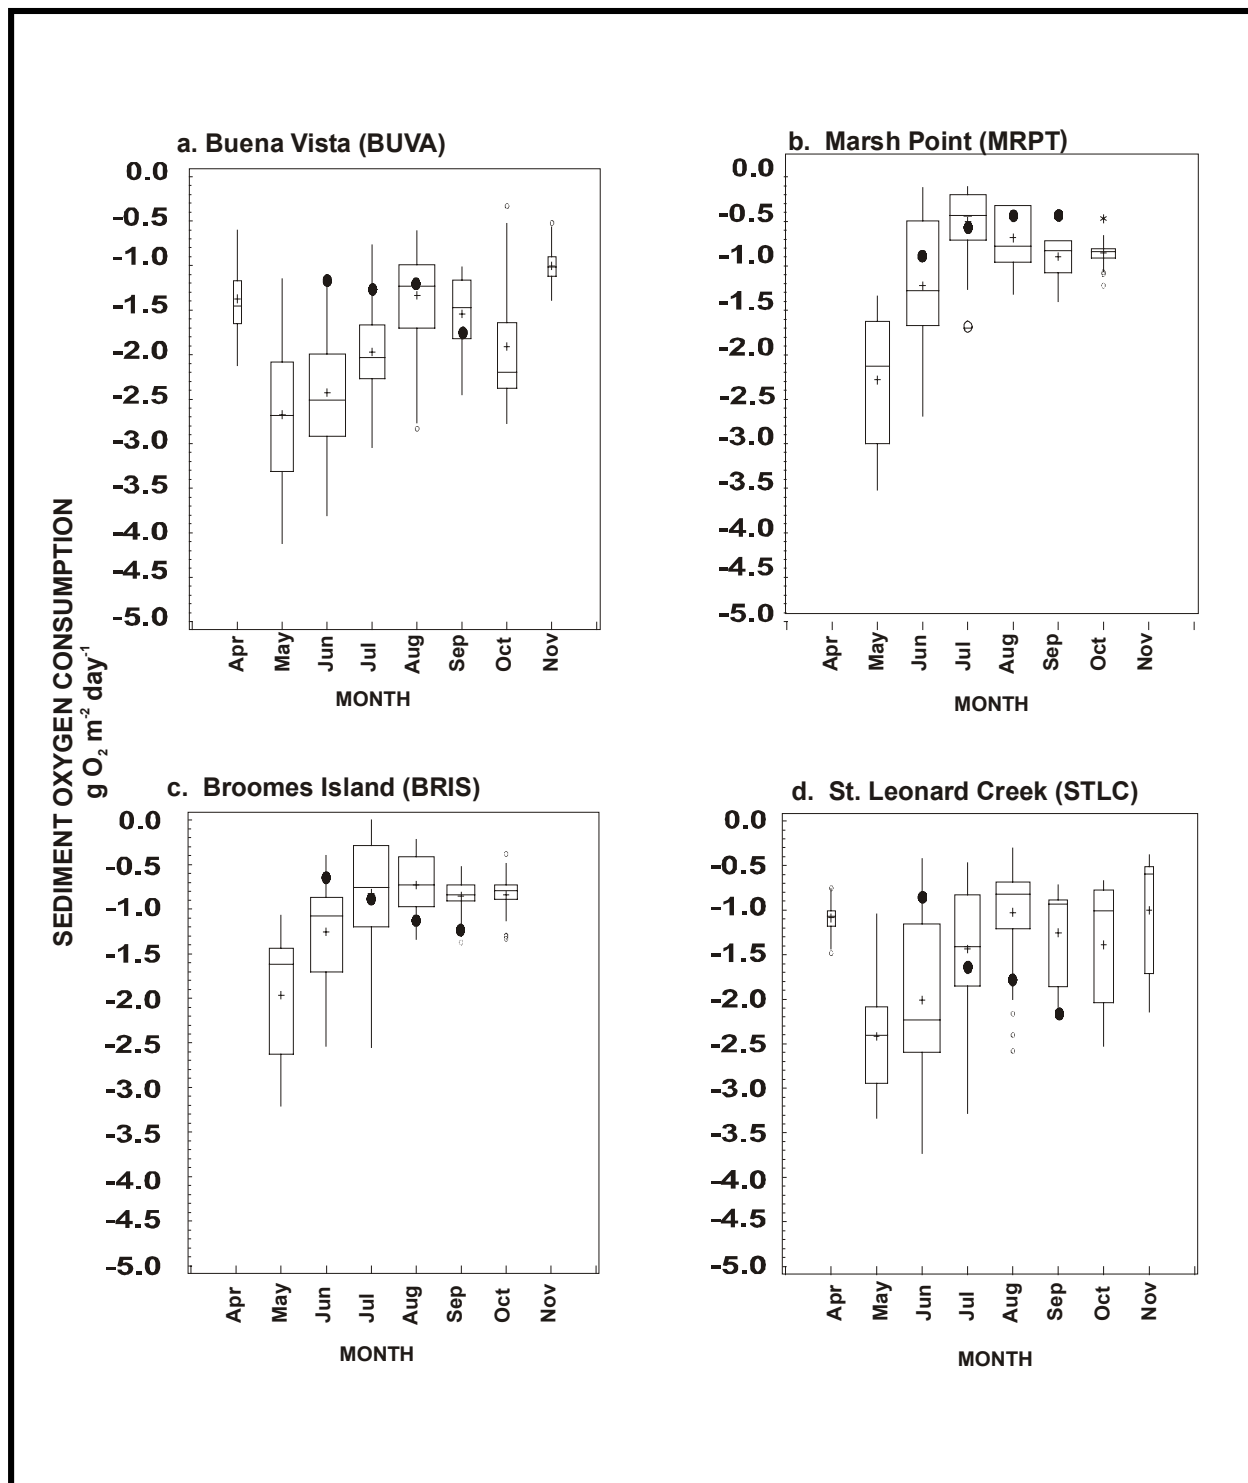 a. Buena Vista (BUVA)
0.0
-0.5
-1.0
-1.5
-2.0
-2.5
-3.0
-3.5
-4.0
-4.5
-5.0
Apr
May
Jun
Jul
Aug
Sep
Oct
Nov
MONTH
b. Marsh Point (MRPT)
0.0
-0.5
-1.0
-1.5
-2.0
-2.5
-3.0
-3.5
-4.0
-4.5
-5.0
Apr
May
Jun
Jul
Aug
Sep
Oct
Nov
MONTH
SEDIMENT OXYGEN CONSUMPTION
g O₂ m⁻² day⁻¹
c. Broomes Island (BRIS)
0.0
-0.5
-1.0
-1.5
-2.0
-2.5
-3.0
-3.5
-4.0
-4.5
-5.0
Apr
May
Jun
Jul
Aug
Sep
Oct
Nov
MONTH
d. St. Leonard Creek (STLC)
0.0
-0.5
-1.0
-1.5
-2.0
-2.5
-3.0
-3.5
-4.0
-4.5
-5.0
Apr
May
Jun
Jul
Aug
Sep
Oct
Nov
MONTH